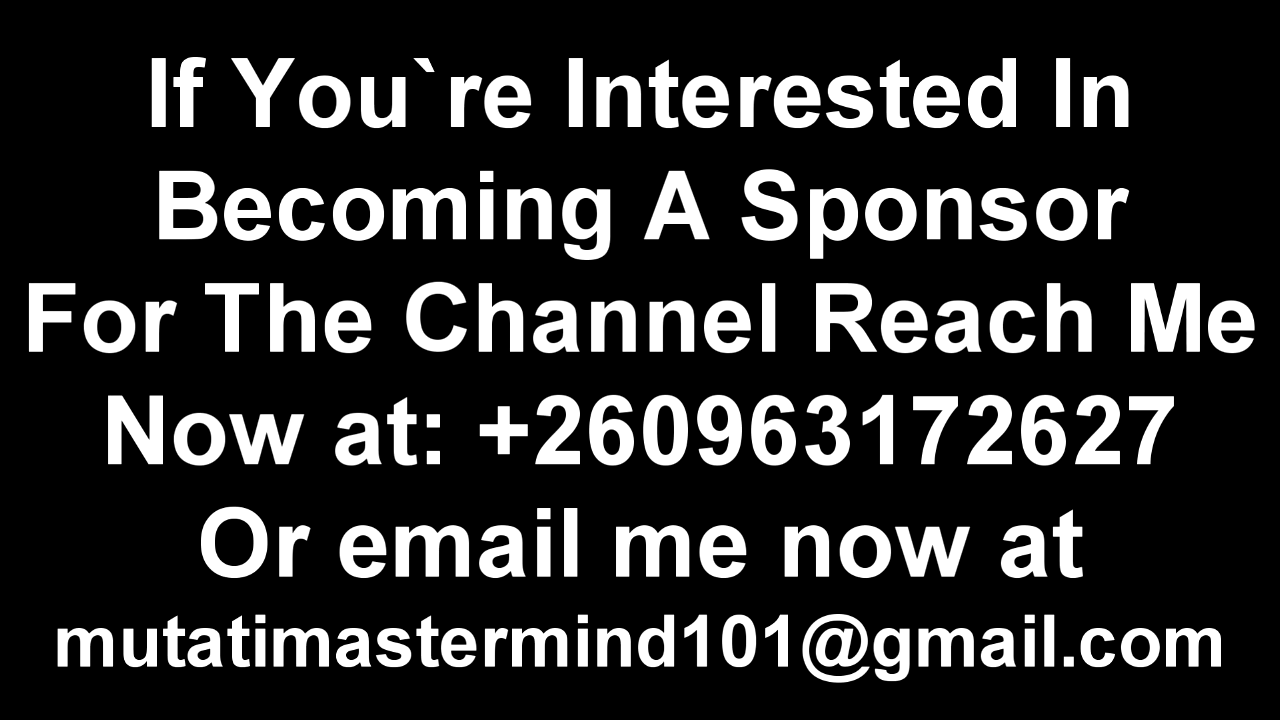 If You`re Interested In
Becoming A Sponsor
For The Channel Reach Me
Now at: +260963172627
Or email me now at
mutatimastermind101@gmail.com